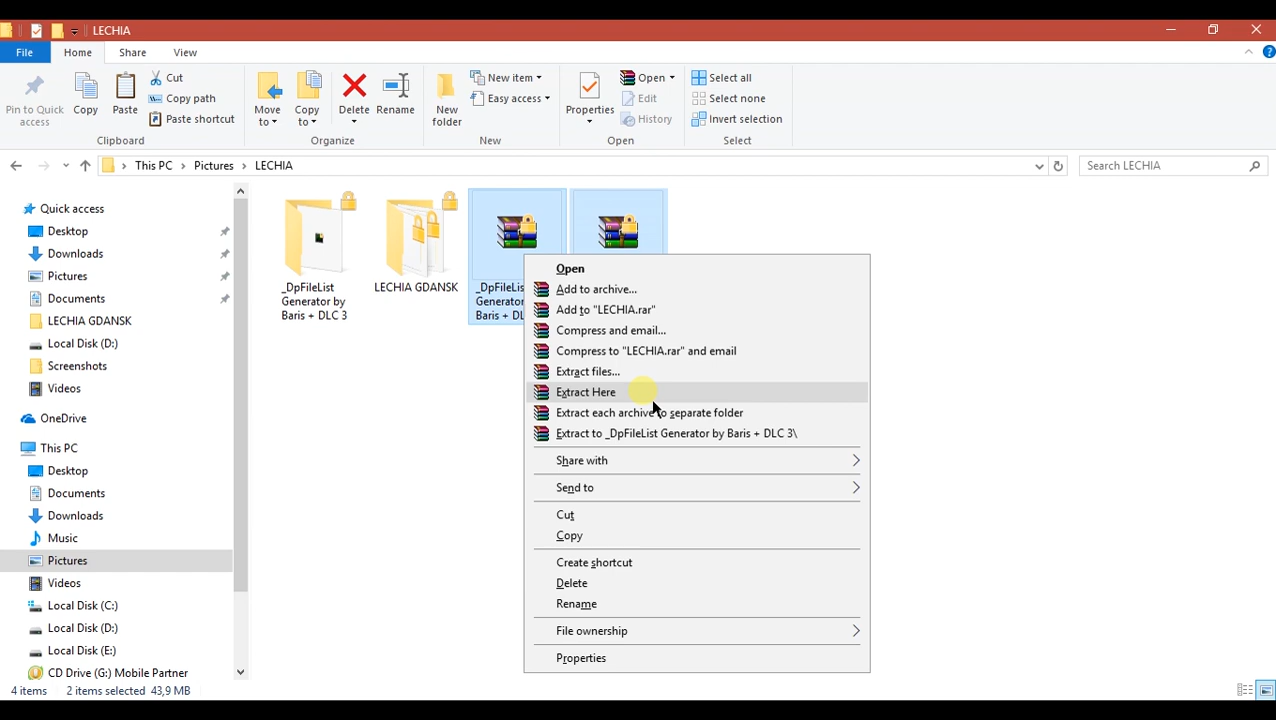 LECHIA
File Home Share View
Pin to Quick access
Copy
Paste
Cut
Copy path
Paste shortcut
Clipboard
Move to
Copy to
Delete
Rename
Organize
New folder
New item
Easy access
New
Properties
Open
Edit
History
Open
Select all
Select none
Invert selection
Select
This PC > Pictures > LECHIA
Search LECHIA
Quick access
Desktop
Downloads
Pictures
Documents
LECHIA GDANSK
Local Disk (D:)
Screenshots
Videos
OneDrive
This PC
Desktop
Documents
Downloads
Music
Pictures
Videos
Local Disk (C:)
Local Disk (D:)
Local Disk (E:)
CD Drive (G:) Mobile Partner
_DpFileList
Generator by
Baris + DLC 3
LECHIA GDANSK
_DpFileLis
Generator
Baris + DL
Open
Add to archive...
Add to "LECHIA.rar"
Compress and email...
Compress to "LECHIA.rar" and email
Extract files...
Extract Here
Extract each archive to separate folder
Extract to _DpFileList Generator by Baris + DLC 3\
Share with
Send to
Cut
Copy
Create shortcut
Delete
Rename
File ownership
Properties
4 items 2 items selected 43,9 MB